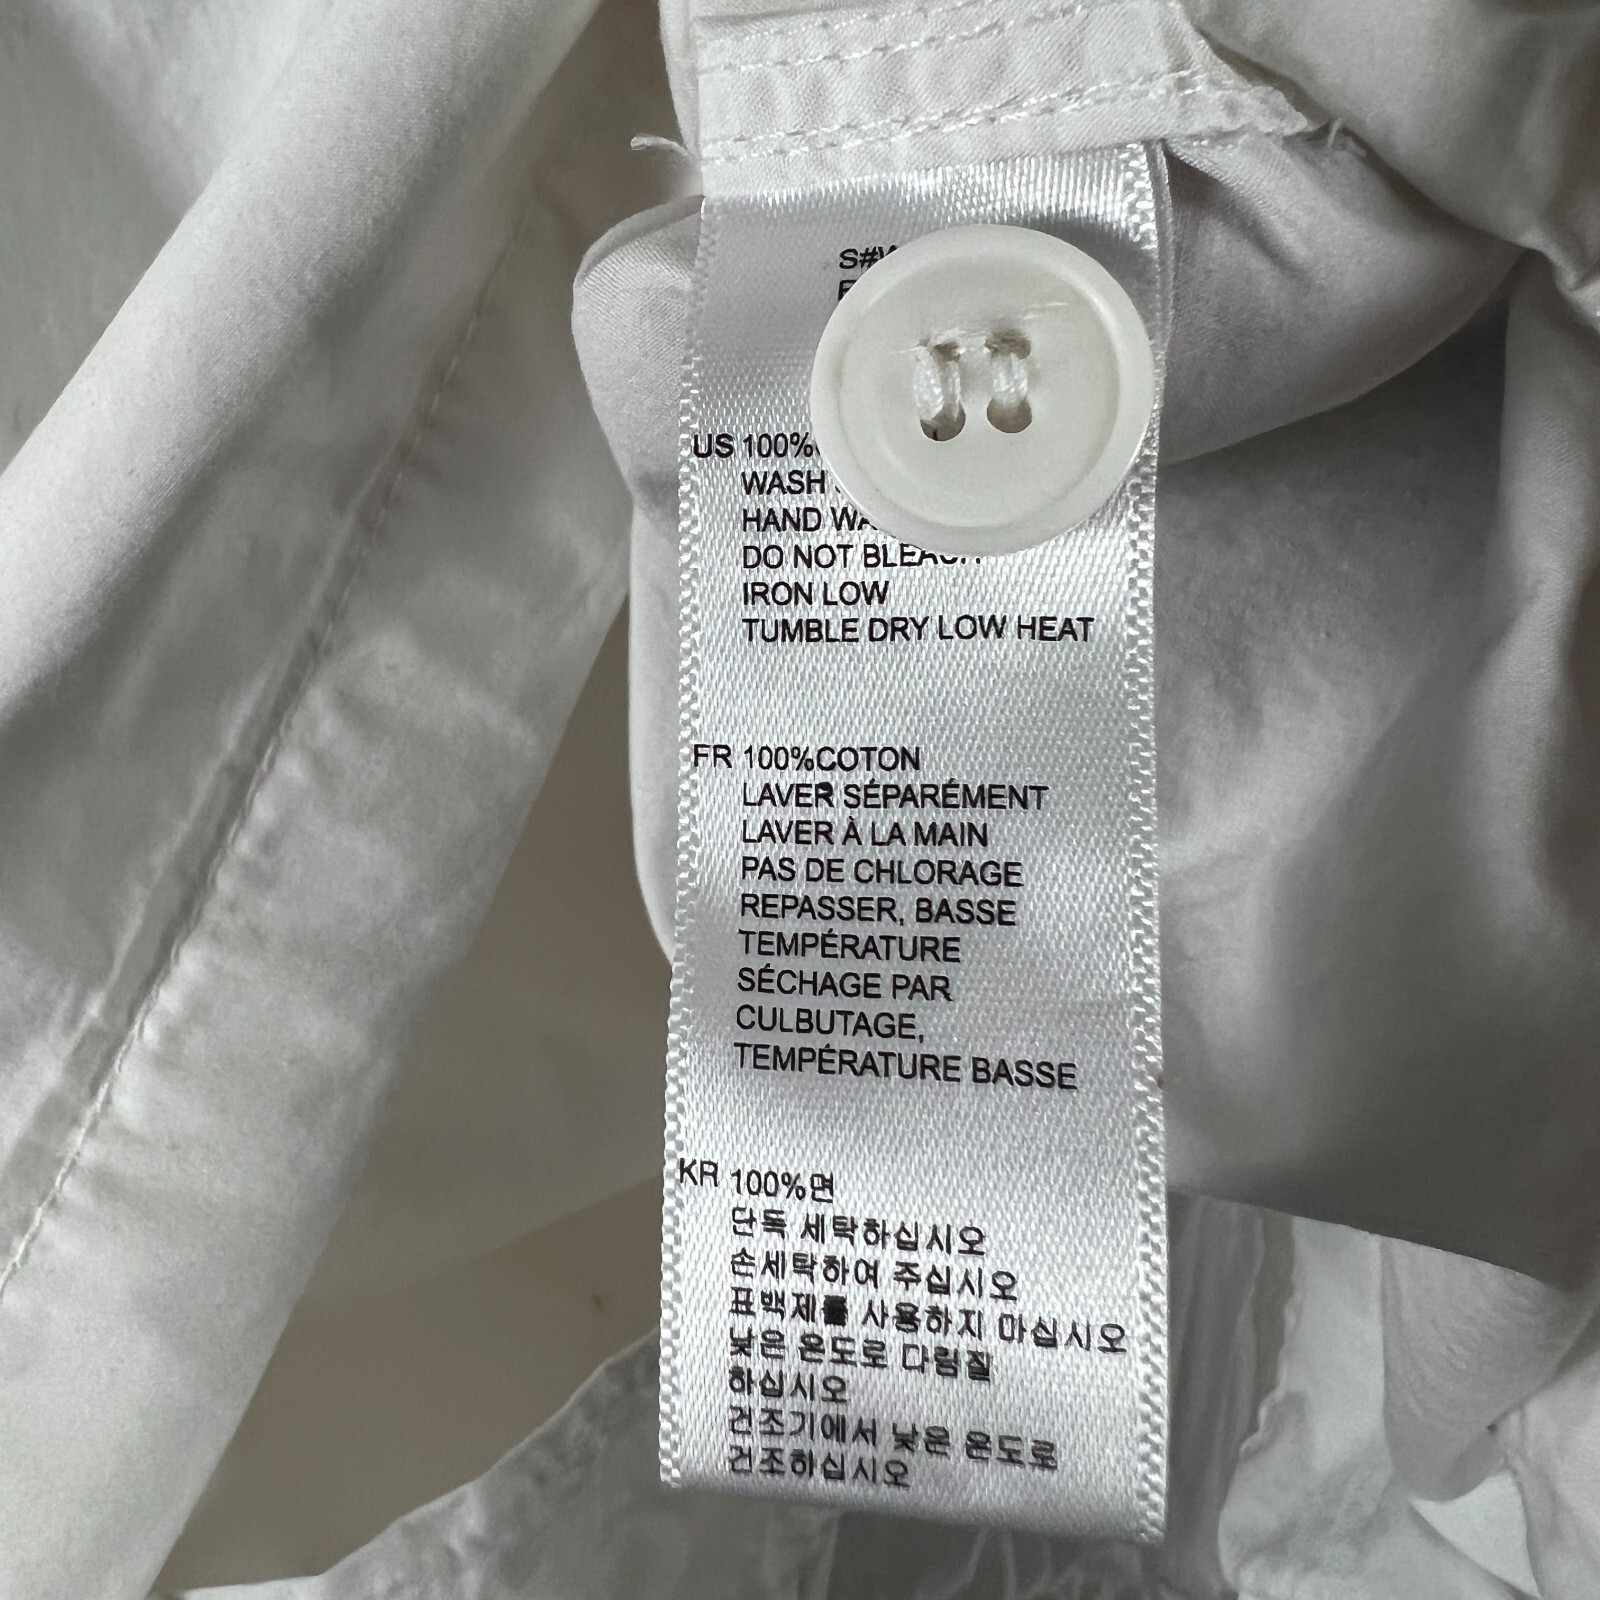 US 100%
WASH
HAND
DO NOT BLEACH
IRON LOW
TUMBLE DRY LOW HEAT
FR 100%COTON
LAVER SÉPARÉMENT
LAVER À LA MAIN
PAS DE CHLORAGE
REPASSER, BASSE
TEMPÉRATURE
SÉCHAGE PAR
CULBUTAGE,
TEMPÉRATURE BASSE
KR 100%면
단독 세탁하십시오
손세탁하여 주십시오
표백제를 사용하지 마십시오
낮은 온도로 다림질
하십시오
건조기에서 낮은 온도로
건조하십시오